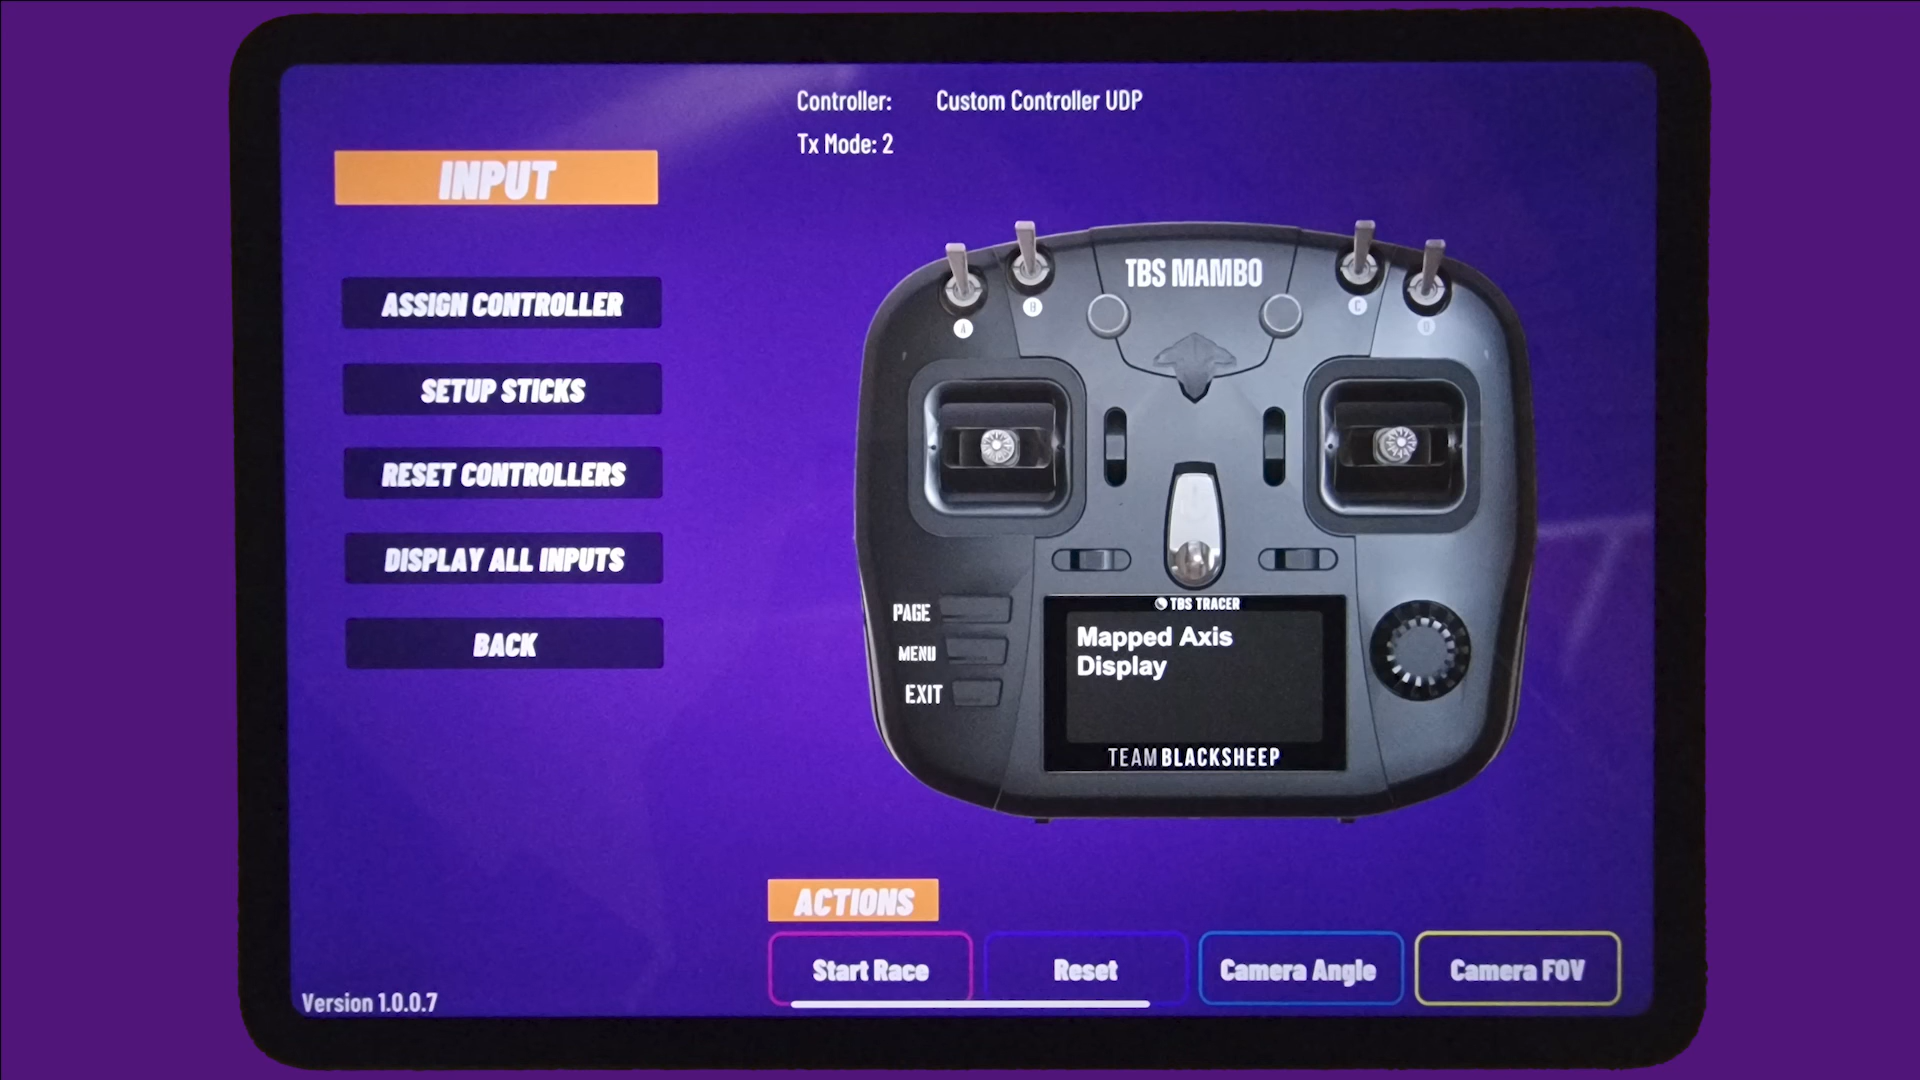 Controller: Custom Controller UDP
Tx Mode: 2
INPUT
ASSIGN CONTROLLER
SETUP STICKS
RESET CONTROLLERS
DISPLAY ALL INPUTS
BACK
TBS MAMBO
A
B
C
D
PAGE
MENU
EXIT
TBS TRACER
Mapped Axis
Display
TEAMBLACKSHEEP
ACTIONS
Start Race
Reset
Camera Angle
Camera FOV
Version 1.0.0.7